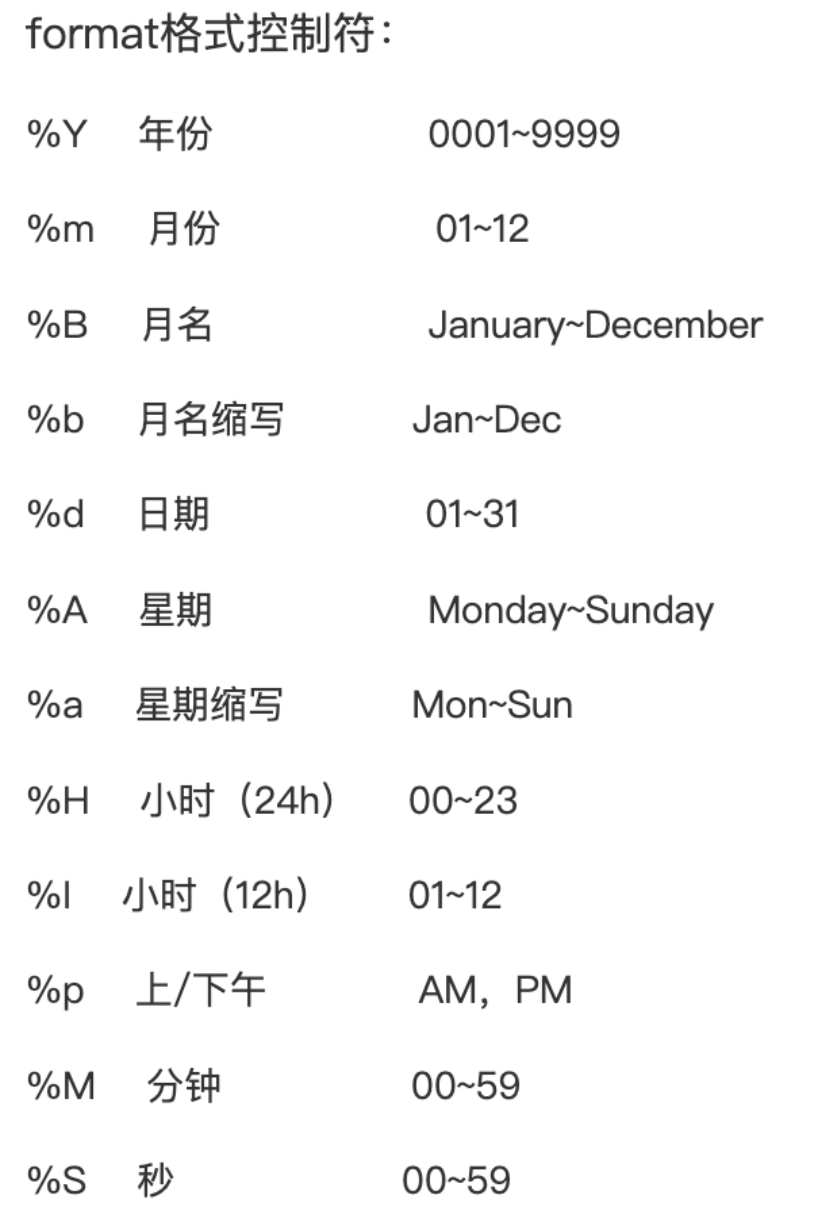 format格式控制符：
%Y 年份 0001~9999
%m 月份 01~12
%B 月名 January~December
%b 月名缩写 Jan~Dec
%d 日期 01~31
%A 星期 Monday~Sunday
%a 星期缩写 Mon~Sun
%H 小时（24h） 00~23
%I 小时（12h） 01~12
%p 上/下午 AM，PM
%M 分钟 00~59
%S 秒 00~59